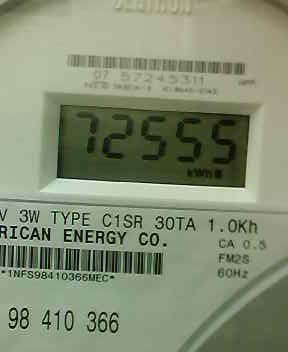 07 57245311
72555
kWh
V 3W TYPE C1SR 30TA 1.0Kh
RICAN ENERGY CO.
CA 0.5
FM2S
60Hz
*1NFS98410366MEC*
98 410 366